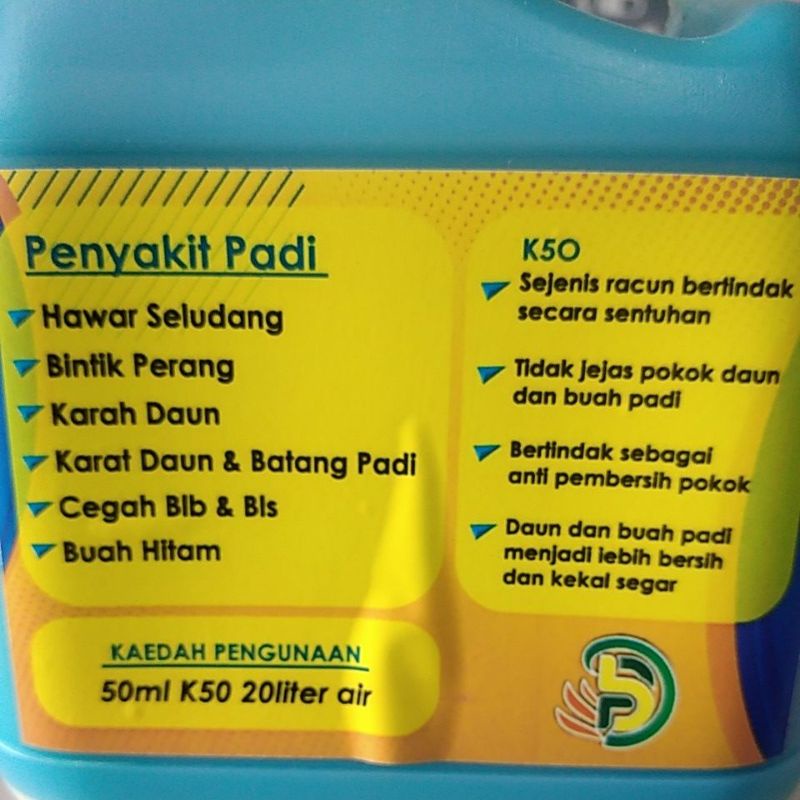 Penyakit Padi
Hawar Seludang
Bintik Perang
Karah Daun
Karat Daun & Batang Padi
Cegah Blb & Bls
Buah Hitam
KAEDAH PENGUNAAN
50ml K50 20liter air
K50
Sejenis racun bertindak
secara sentuhan
Tidak jejas pokok daun
dan buah padi
Bertindak sebagai
anti pembersih pokok
Daun dan buah padi
menjadi lebih bersih
dan kekal segar